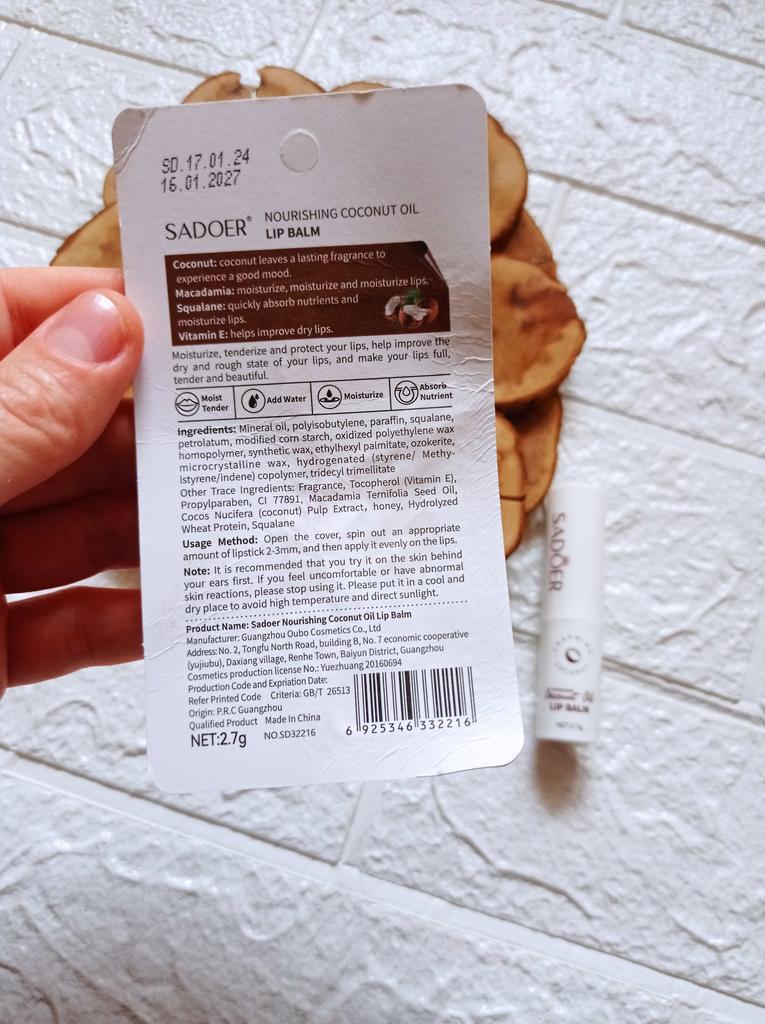 SD.17.01.24
16.01.2027
SADOER®
NOURISHING COCONUT OIL
LIP BALM
Coconut: coconut leaves a lasting fragrance to
experience a good mood.
Macadamia: moisturize, moisturize and moisturize lips.
Squalane: quickly absorb nutrients and
moisturize lips.
Vitamin E: helps improve dry lips.
Moisturize, tenderize and protect your lips, help improve the
dry and rough state of your lips, and make your lips full,
tender and beautiful.
Moist
Tender
Add Water
Moisturize
Absorb
Nutrient
Ingredients: Mineral oil, polyisobutylene, paraffin, squalane,
petrolatum, modified corn starch, oxidized polyethylene wax
homopolymer, synthetic wax, ethylhexyl palmitate, ozokerite,
microcrystalline wax, hydrogenated (styrene/ Methy-
lstyrene/indene) copolymer, tridecyl trimellitate
Other Trace Ingredients: Fragrance, Tocopherol (Vitamin E),
Propylparaben, CI 77891, Macadamia Ternifolia Seed Oil,
Cocos Nucifera (coconut) Pulp Extract, honey, Hydrolyzed
Wheat Protein, Squalane
Usage Method: Open the cover, spin out an appropriate
amount of lipstick 2-3mm, and then apply it evenly on the lips.
Note: It is recommended that you try it on the skin behind
your ears first. If you feel uncomfortable or have abnormal
skin reactions, please stop using it. Please put it in a cool and
dry place to avoid high temperature and direct sunlight.
Product Name: Sadoer Nourishing Coconut Oil Lip Balm
Manufacturer: Guangzhou Oubo Cosmetics Co., Ltd
Address: No. 2, Tongfu North Road, building B, No. 7 economic cooperative
(yujiubu), Daxiang village, Renhe Town, Baiyun District, Guangzhou
Cosmetics production license No.: Yuezhuang 20160694
Production Code and Expriation Date:
Refer Printed Code Criteria: GB/T 26513
Origin: P.R.C Guangzhou
Qualified Product Made In China
NET:2.7g
NO.SD32216
6 925346 332216
SADOER
Coconut Oil
LIP BALM
NET:2.7g